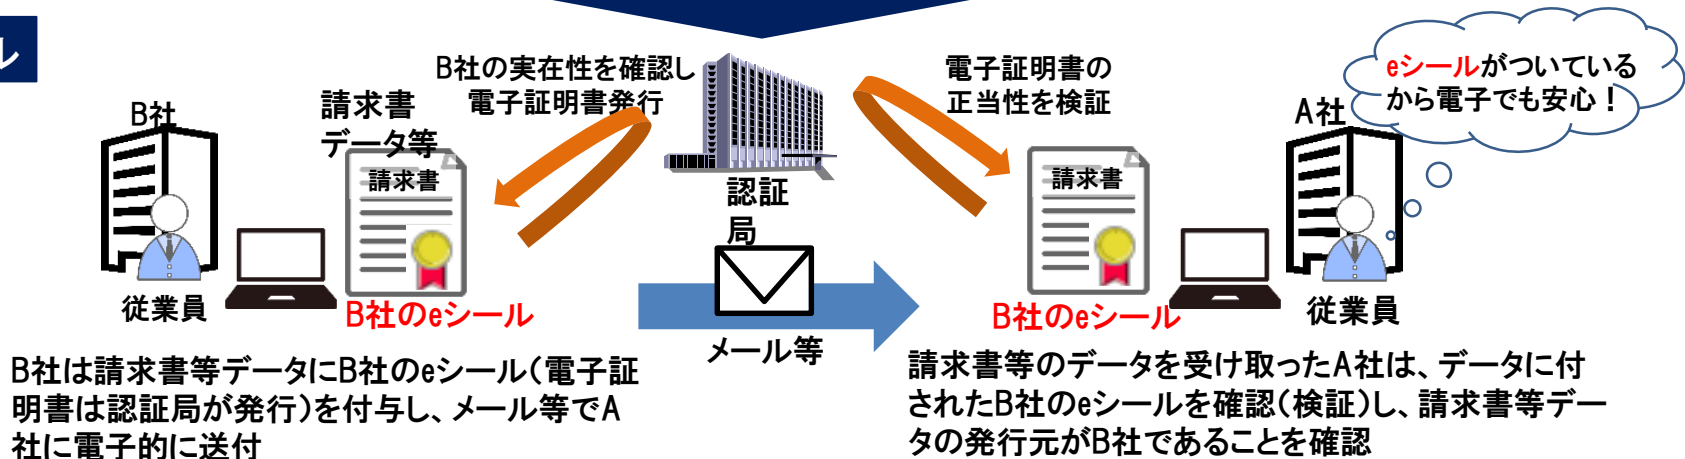 ル
B社の実在性を確認し
電子証明書発行
電子証明書の
正当性を検証
eシールがついている
から電子でも安心！
B社
請求書
データ等
請求書
認証
局
請求書
A社
従業員
B社のeシール
メール等
B社のeシール
従業員
B社は請求書等データにB社のeシール（電子証
明書は認証局が発行）を付与し、メール等でA
社に電子的に送付
請求書等のデータを受け取ったA社は、データに付
されたB社のeシールを確認（検証）し、請求書等デー
タの発行元がB社であることを確認